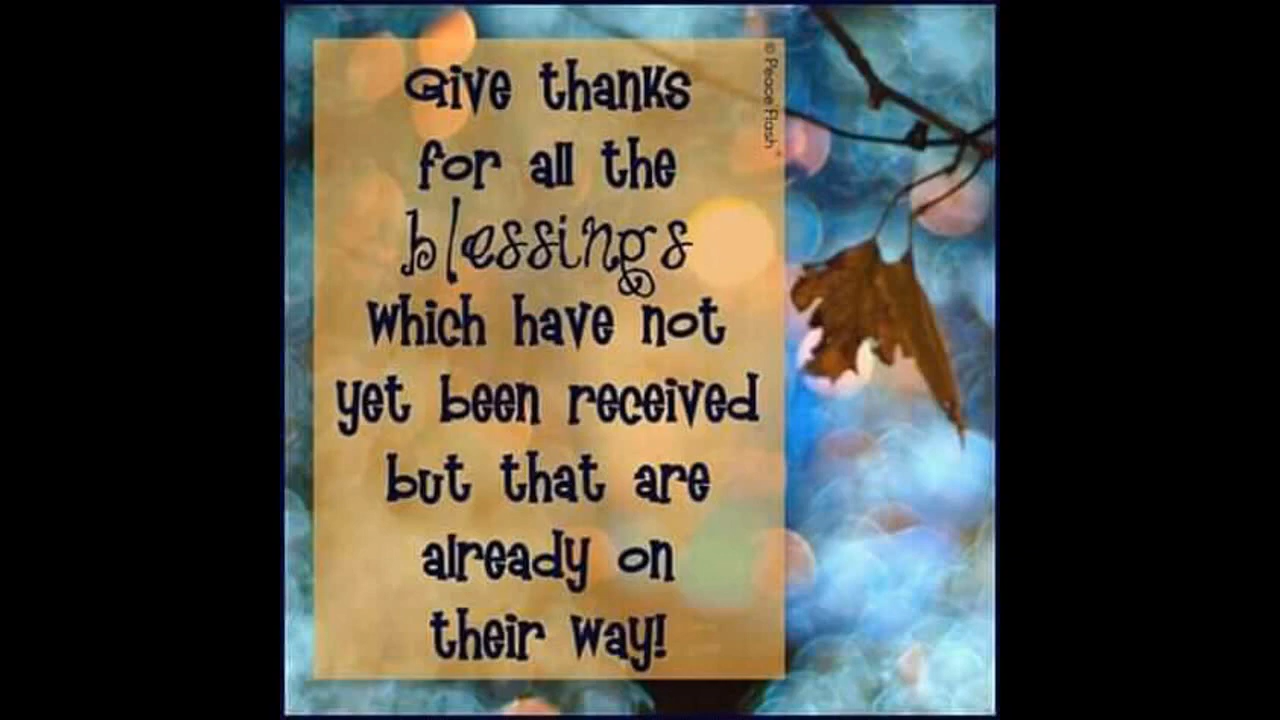 Give thanks
for all the
blessings
which have not
yet been received
but that are
already on
their way!
© Peace Flash™